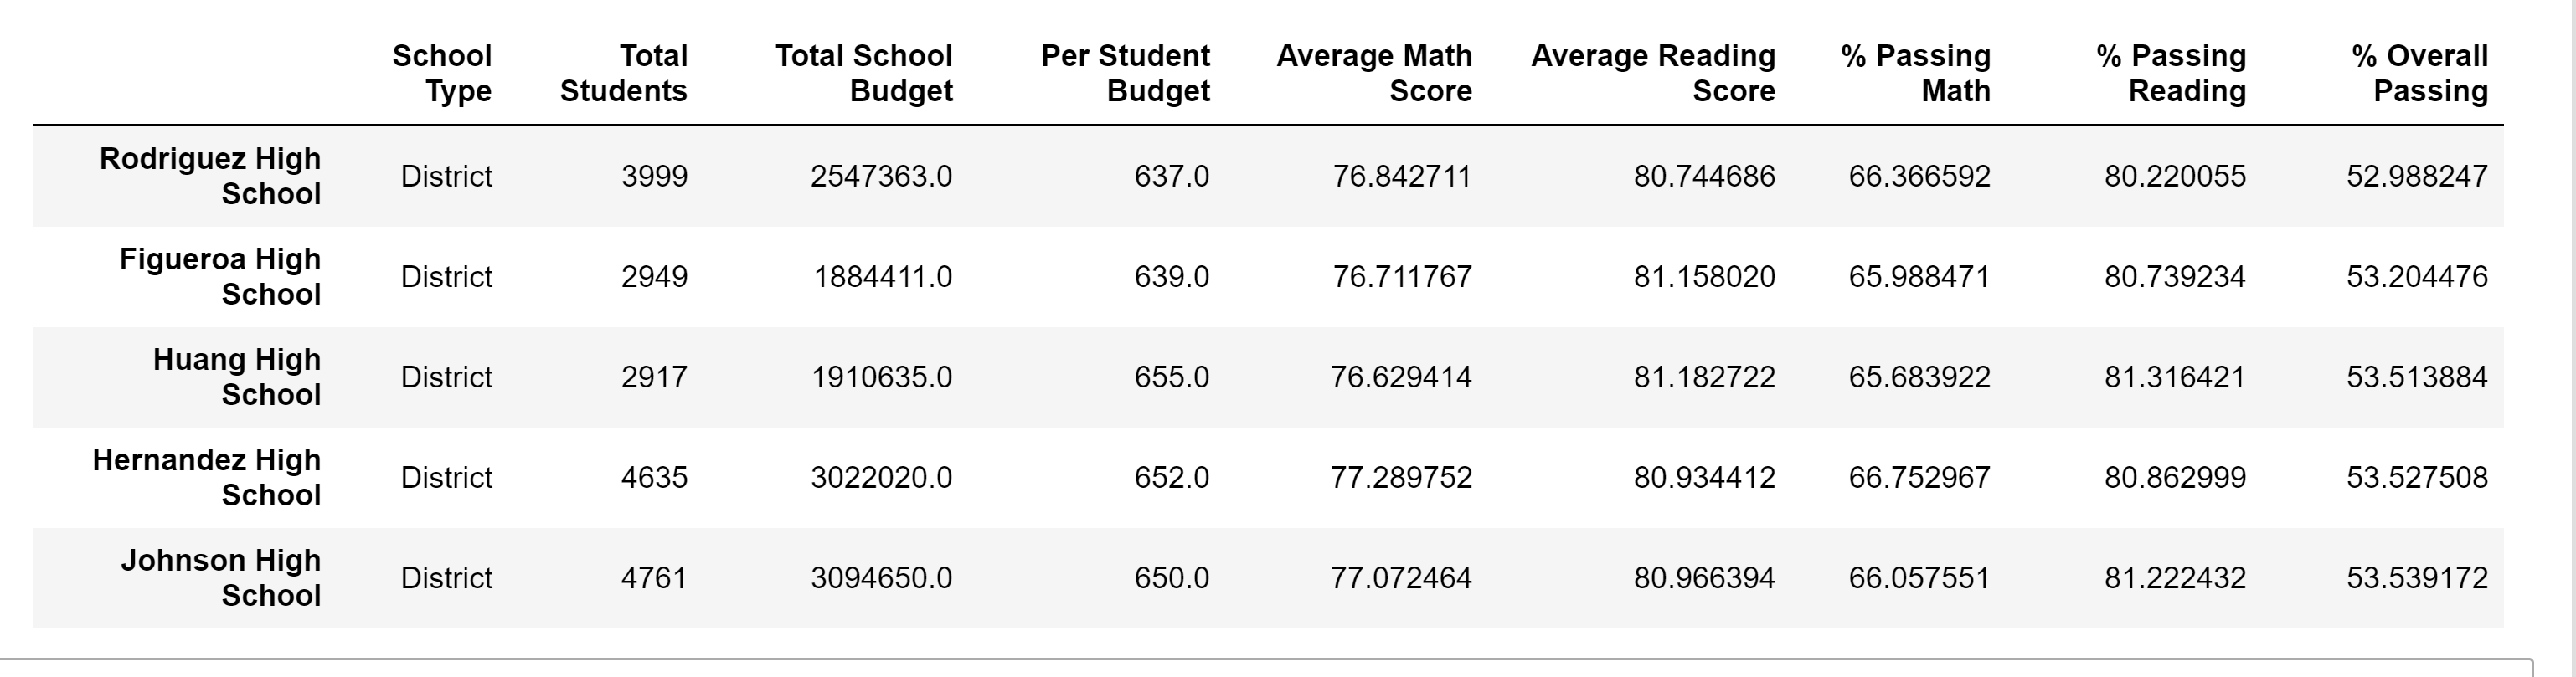 School Type Total Students Total School Budget Per Student Budget Average Math Score Average Reading Score % Passing Math % Passing Reading % Overall Passing
Rodriguez High School District 3999 2547363.0 637.0 76.842711 80.744686 66.366592 80.220055 52.988247
Figueroa High School District 2949 1884411.0 639.0 76.711767 81.158020 65.988471 80.739234 53.204476
Huang High School District 2917 1910635.0 655.0 76.629414 81.182722 65.683922 81.316421 53.513884
Hernandez High School District 4635 3022020.0 652.0 77.289752 80.934412 66.752967 80.862999 53.527508
Johnson High School District 4761 3094650.0 650.0 77.072464 80.966394 66.057551 81.222432 53.539172